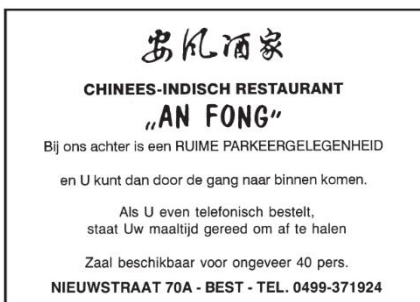 安风酒家
CHINEES-INDISCH RESTAURANT
„AN FONG”
Bij ons achter is een RUIME PARKEERGELEGENHEID
en U kunt dan door de gang naar binnen komen.
Als U even telefonisch bestelt,
staat Uw maaltijd gereed om af te halen
Zaal beschikbaar voor ongeveer 40 pers.
NIEUWSTRAAT 70A - BEST - TEL. 0499-371924